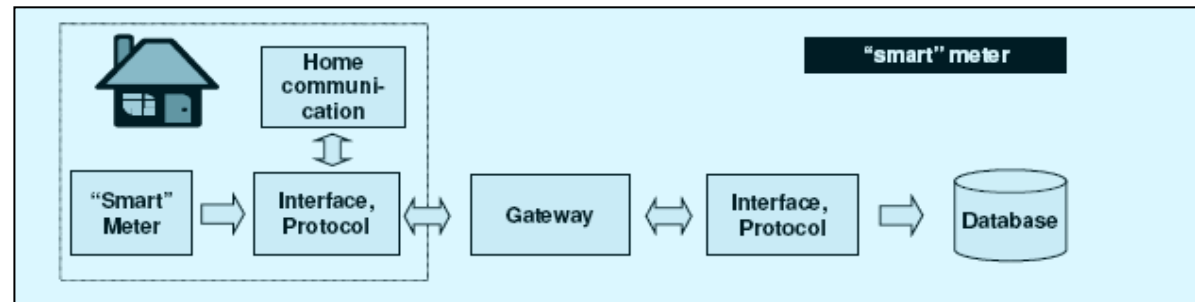 "smart" meter
Home
communi-
cation
"Smart"
Meter
Interface,
Protocol
Gateway
Interface,
Protocol
Database